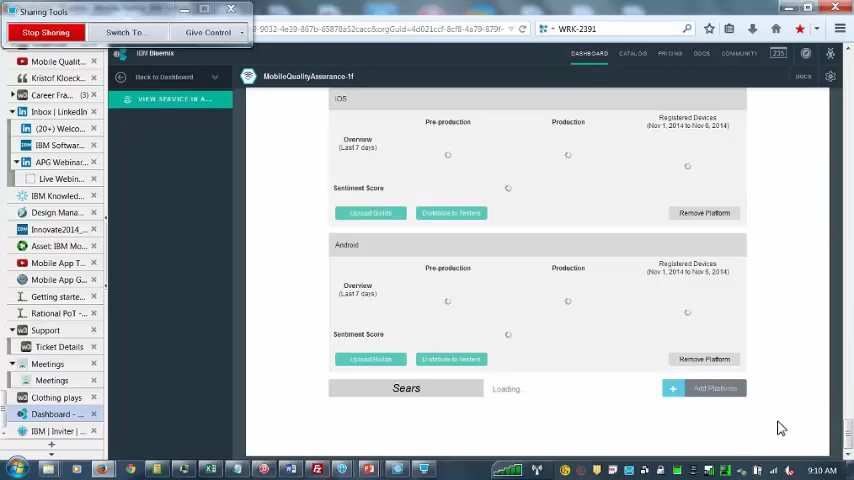 Sharing Tools
Stop Sharing
Switch To...
Give Control
WRK-2391
IBM Bluemix
DASHBOARD
CATALOG
PRICING
DOCS
COMMUNITY
235
Back to Dashboard
MobileQualityAssurance-1f
DOCS
VIEW SERVICE IN A...
Mobile Qualit...
Kristof Kloeck...
Career Fra...
Inbox | LinkedIn
(20+) Welco...
IBM Softwar...
APG Webinar...
Live Webin...
IBM Knowled...
Design Mana...
Innovate2014_...
Asset: IBM Mo...
Mobile App T...
Mobile App G...
Getting starte...
Rational PoT - ...
Support
Ticket Details
Meetings
Meetings
Clothing plays
Dashboard - ...
IBM | Inviter | ...
iOS
Pre-production
Production
Registered Devices
(Nov 1, 2014 to Nov 6, 2014)
Overview
(Last 7 days)
Sentiment Score
Upload Builds
Distribute to Testers
Remove Platform
Android
Pre-production
Production
Registered Devices
(Nov 1, 2014 to Nov 6, 2014)
Overview
(Last 7 days)
Sentiment Score
Upload Builds
Distribute to Testers
Remove Platform
Sears
Loading...
+ Add Platforms
9:10 AM